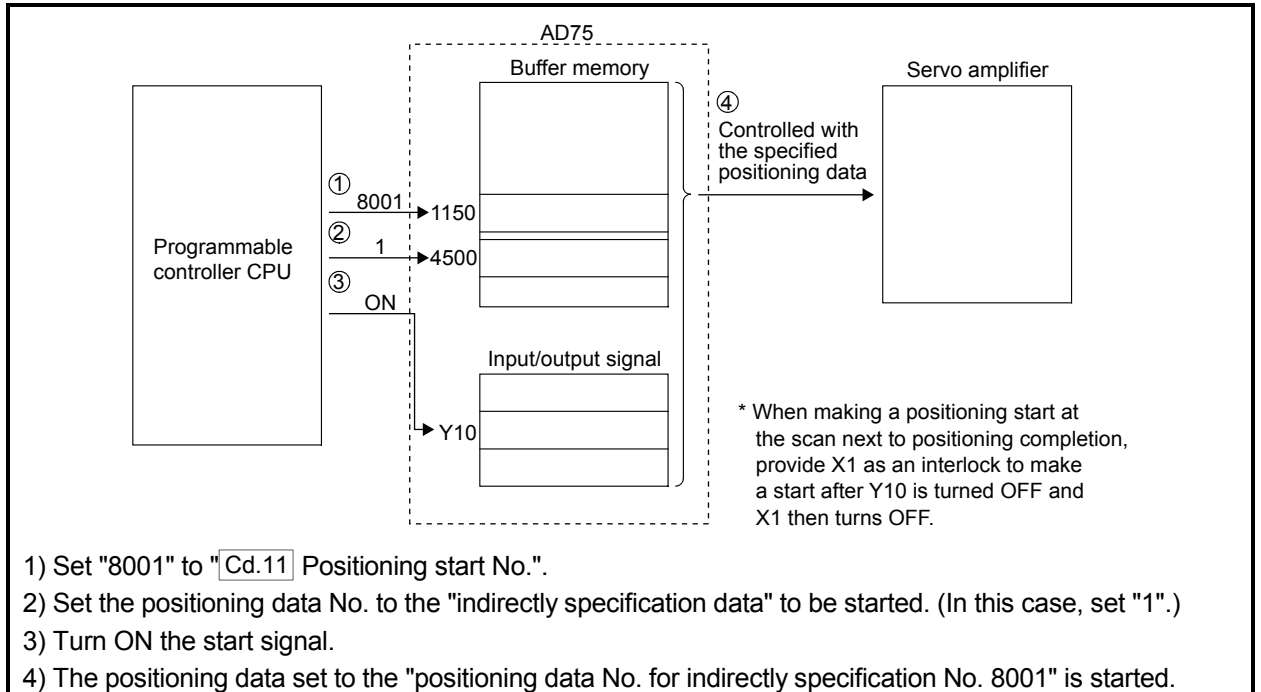 AD75
Buffer memory
Servo amplifier
④
Controlled with
the specified
positioning data
①
8001
1150
②
1
4500
③
ON
Programmable
controller CPU
Input/output signal
Y10
* When making a positioning start at
the scan next to positioning completion,
provide X1 as an interlock to make
a start after Y10 is turned OFF and
X1 then turns OFF.
1) Set "8001" to "Cd.11 Positioning start No.".
2) Set the positioning data No. to the "indirectly specification data" to be started. (In this case, set "1".)
3) Turn ON the start signal.
4) The positioning data set to the "positioning data No. for indirectly specification No. 8001" is started.